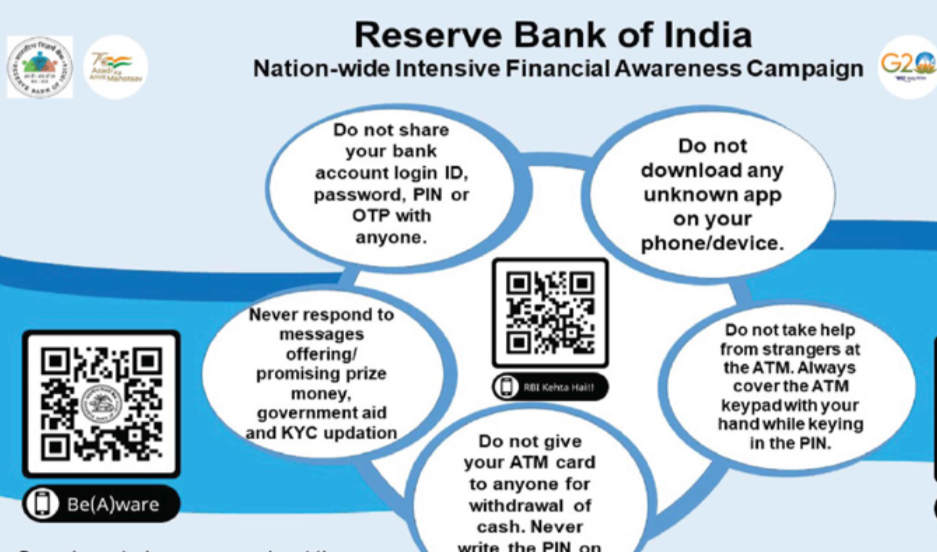 Reserve Bank of India
Nation-wide Intensive Financial Awareness Campaign
Azadi Ka
Amrit Mahotsav
G20
Do not share
your bank
account login ID,
password, PIN or
OTP with
anyone.
Do not
download any
unknown app
on your
phone/device.
Never respond to
messages
offering/
promising prize
money,
government aid
and KYC updation
RBI Kehta Hai!!
Do not take help
from strangers at
the ATM. Always
cover the ATM
keypad with your
hand while keying
in the PIN.
Be(A)ware
Do not give
your ATM card
to anyone for
withdrawal of
cash. Never
write the PIN on